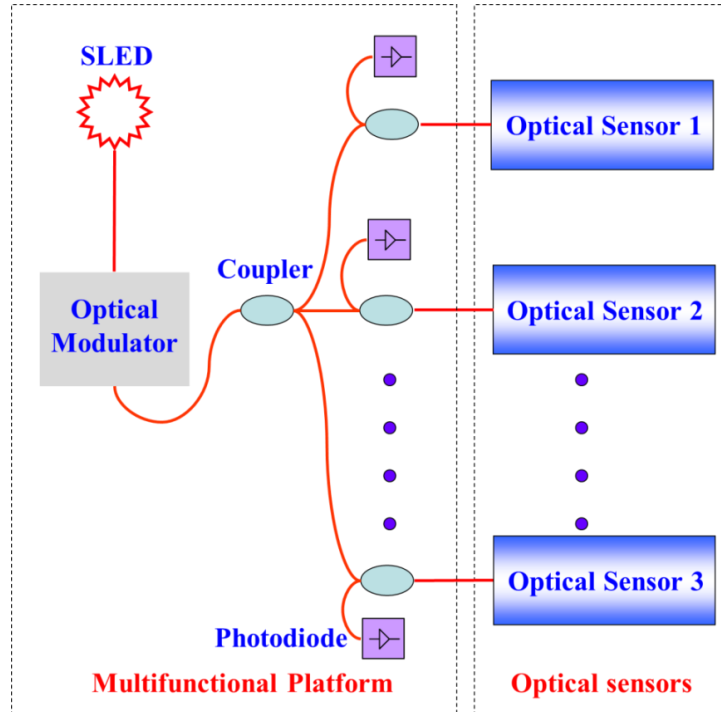 SLED
Optical Sensor 1
Coupler
Optical
Modulator
Optical Sensor 2
Optical Sensor 3
Photodiode
Multifunctional Platform
Optical sensors